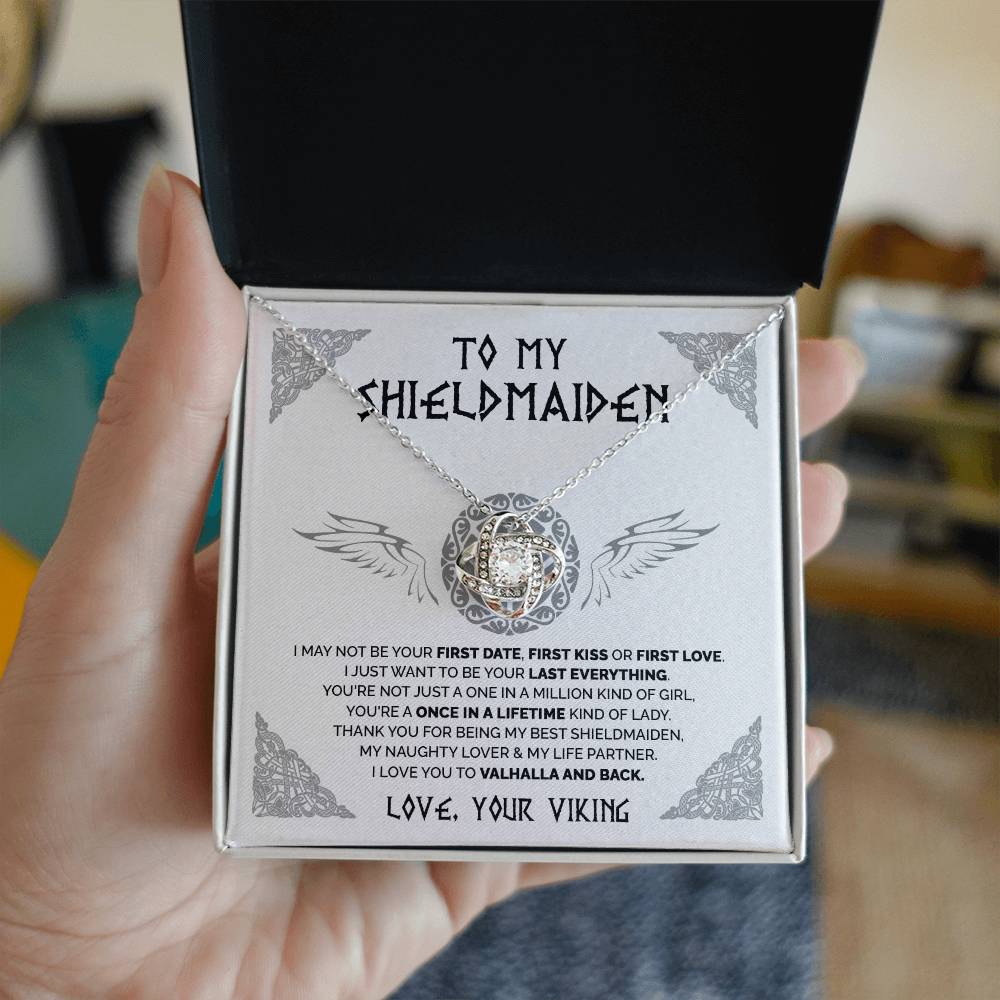 TO MY
SHIELDMAIDEN
I MAY NOT BE YOUR FIRST DATE, FIRST KISS OR FIRST LOVE.
I JUST WANT TO BE YOUR LAST EVERYTHING.
YOU'RE NOT JUST A ONE IN A MILLION KIND OF GIRL,
YOU'RE A ONCE IN A LIFETIME KIND OF LADY.
THANK YOU FOR BEING MY BEST SHIELDMAIDEN,
MY NAUGHTY LOVER & MY LIFE PARTNER.
I LOVE YOU TO VALHALLA AND BACK.
LOVE, YOUR VIKING